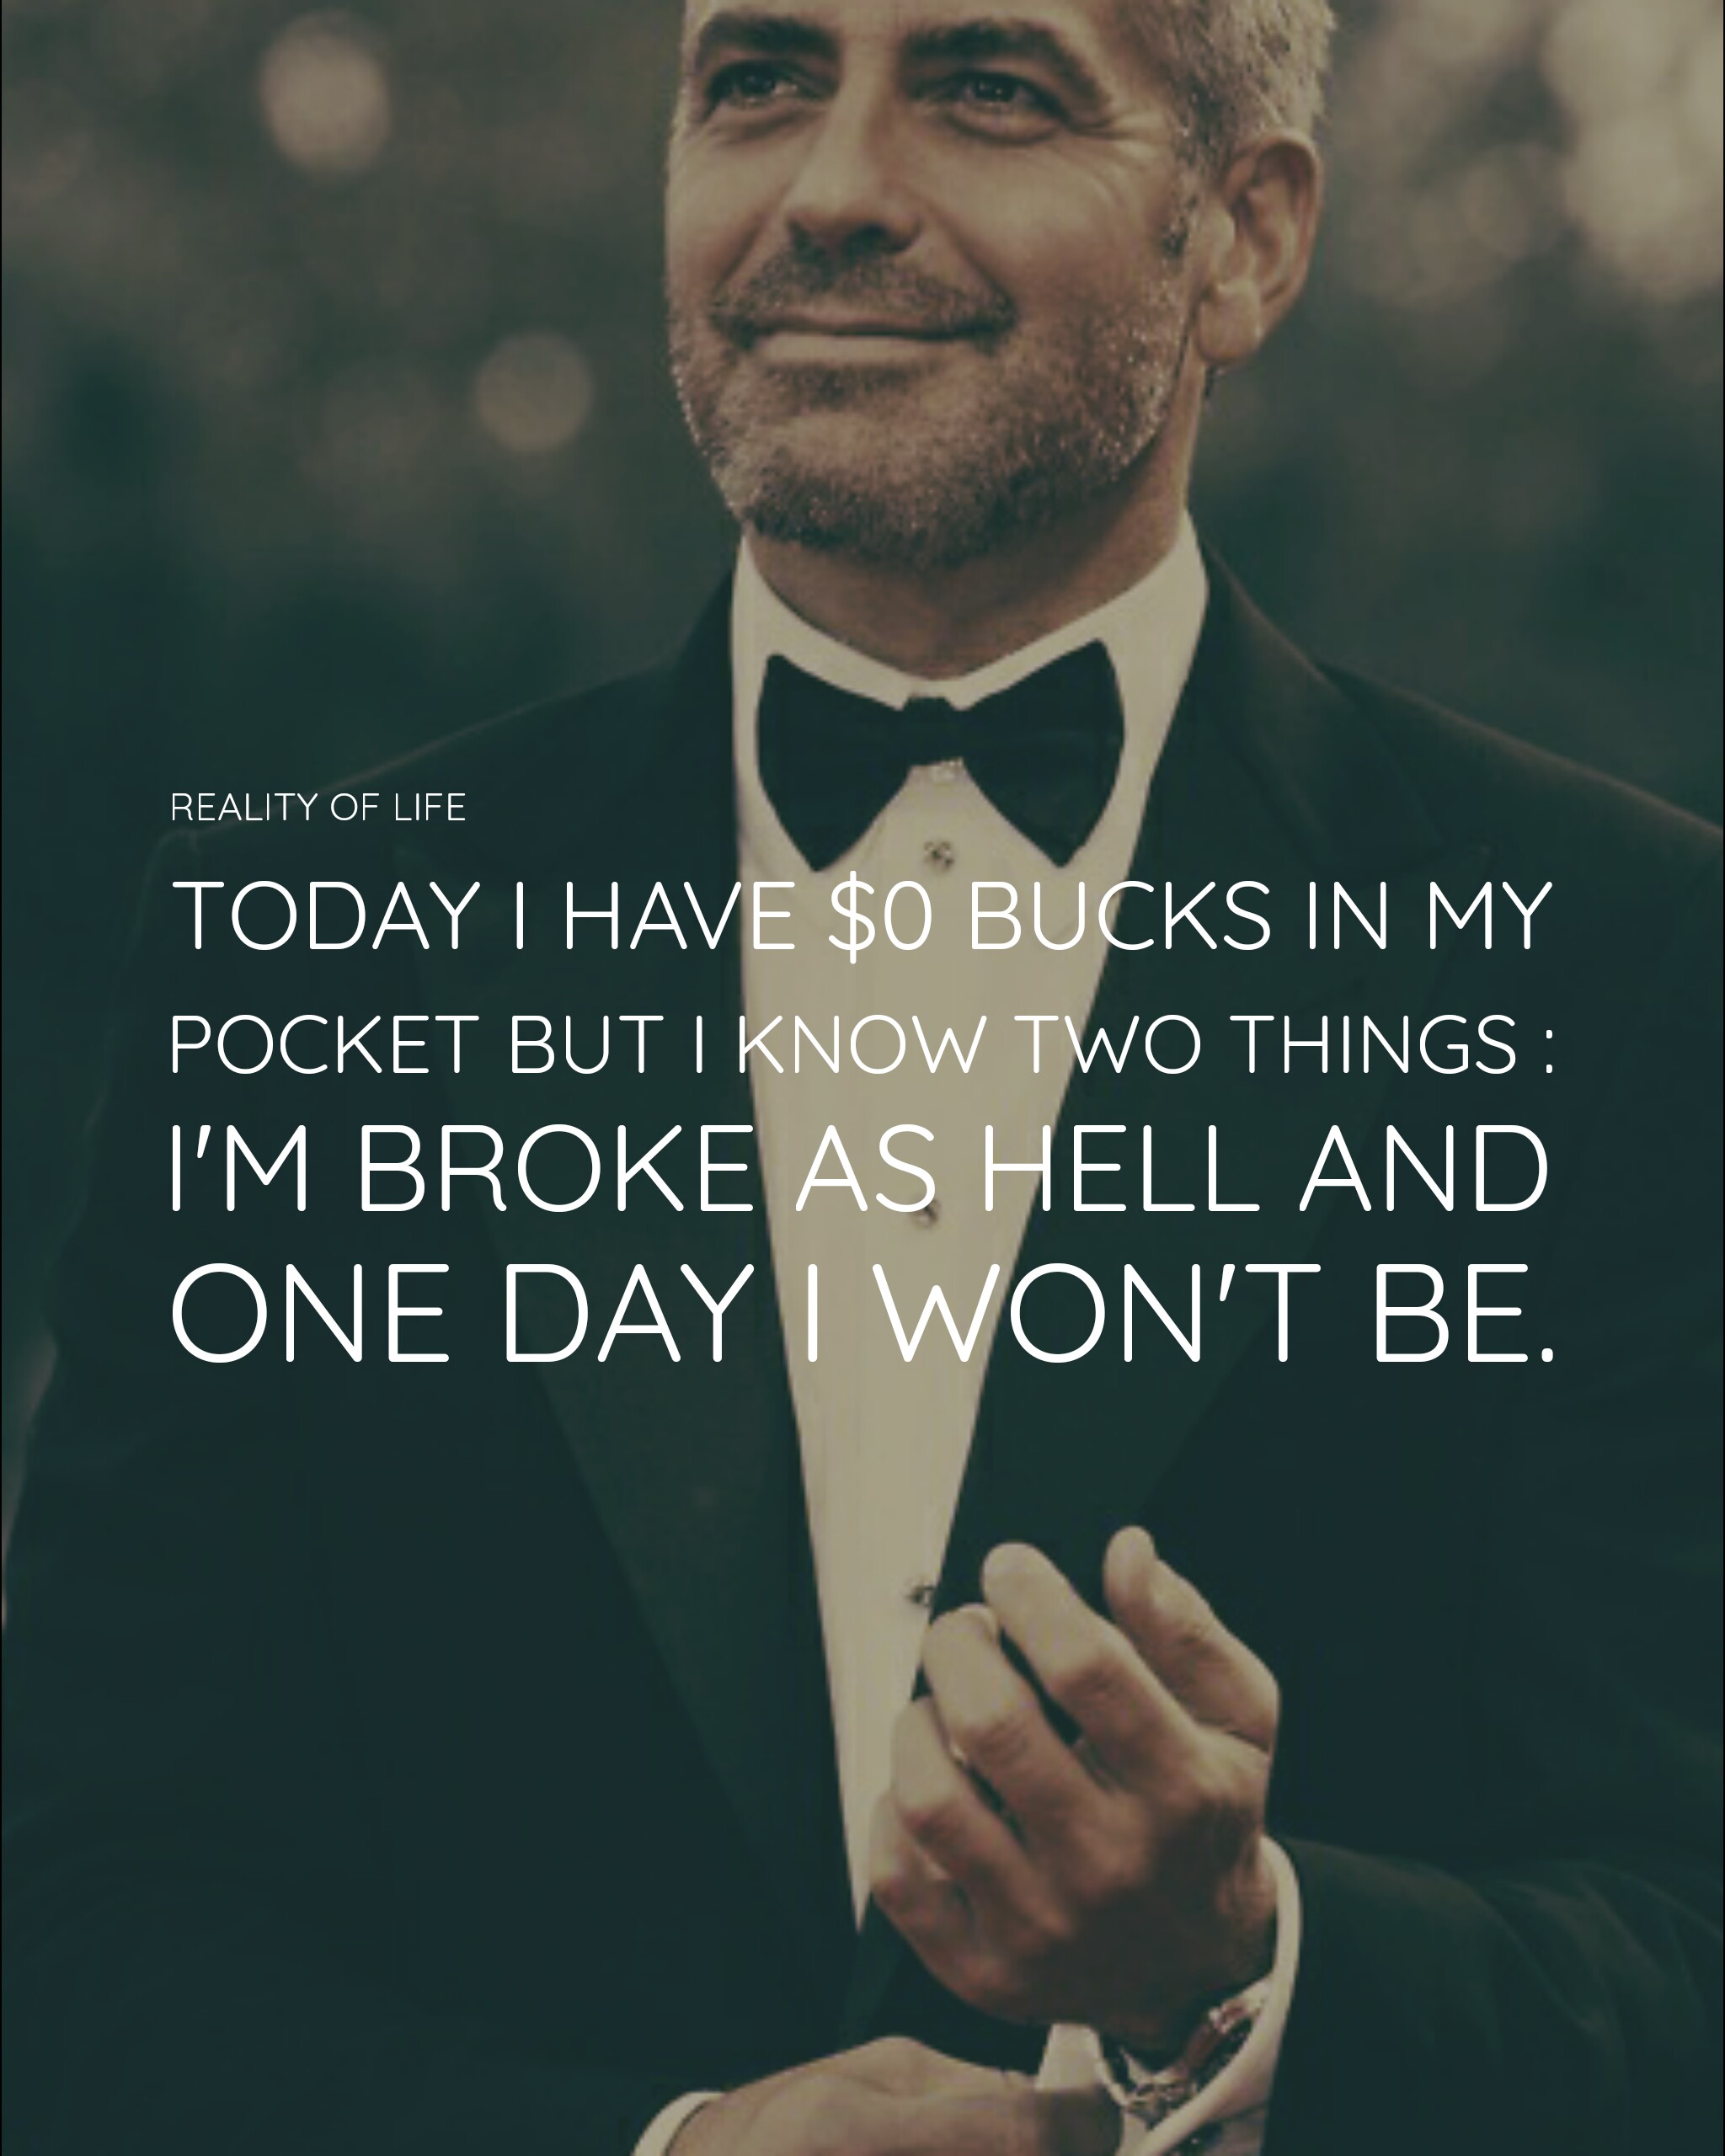 REALITY OF LIFE
TODAY I HAVE $0 BUCKS IN MY
POCKET BUT I KNOW TWO THINGS :
I'M BROKE AS HELL AND
ONE DAY I WON'T BE.